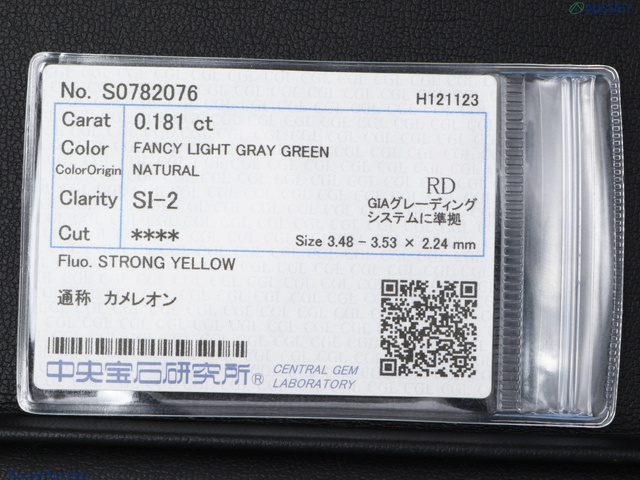 No. S0782076
H121123
Carat 0.181 ct
Color FANCY LIGHT GRAY GREEN
ColorOrigin NATURAL
Clarity SI-2
RD
GIAグレーディング
システムに準拠
Cut ****
Size 3.48 - 3.53 × 2.24 mm
Fluo. STRONG YELLOW
通称 カメレオン
中央宝石研究所®
CENTRAL GEM
LABORATORY